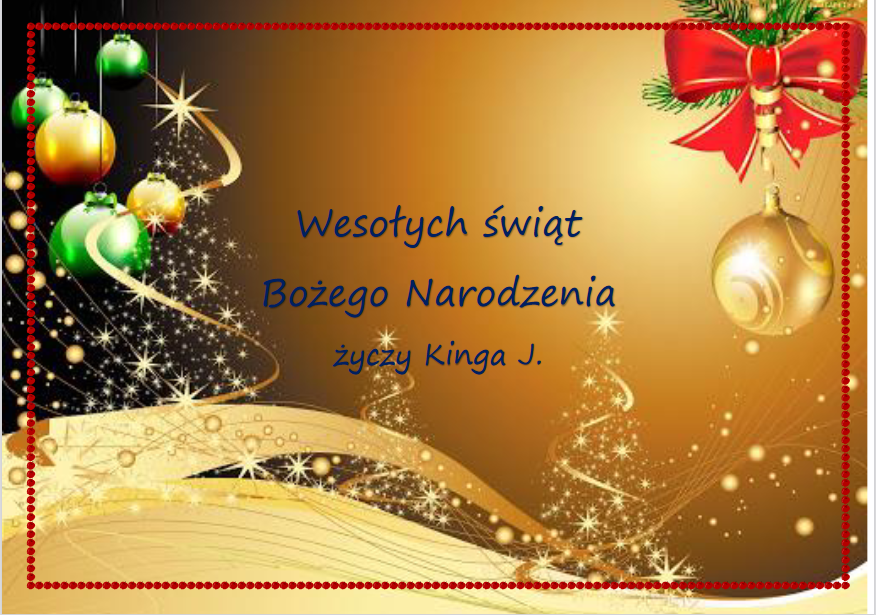 Wesołych świąt
Bożego Narodzenia
życzy Kinga J.